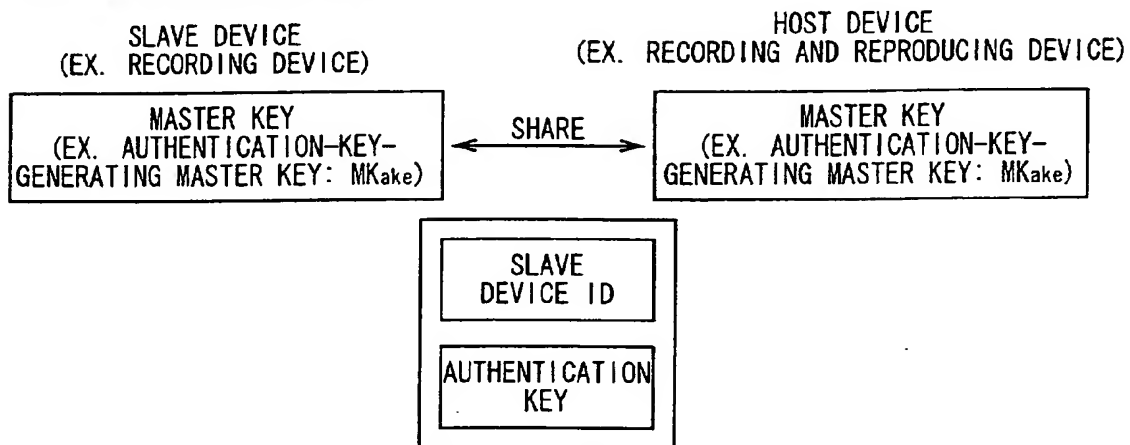 SLAVE DEVICE
(EX. RECORDING DEVICE)
HOST DEVICE
(EX. RECORDING AND REPRODUCING DEVICE)
MASTER KEY
(EX. AUTHENTICATION-KEY-
GENERATING MASTER KEY: MKake)
SHARE
MASTER KEY
(EX. AUTHENTICATION-KEY-
GENERATING MASTER KEY: MKake)
SLAVE
DEVICE ID
AUTHENTICATION
KEY